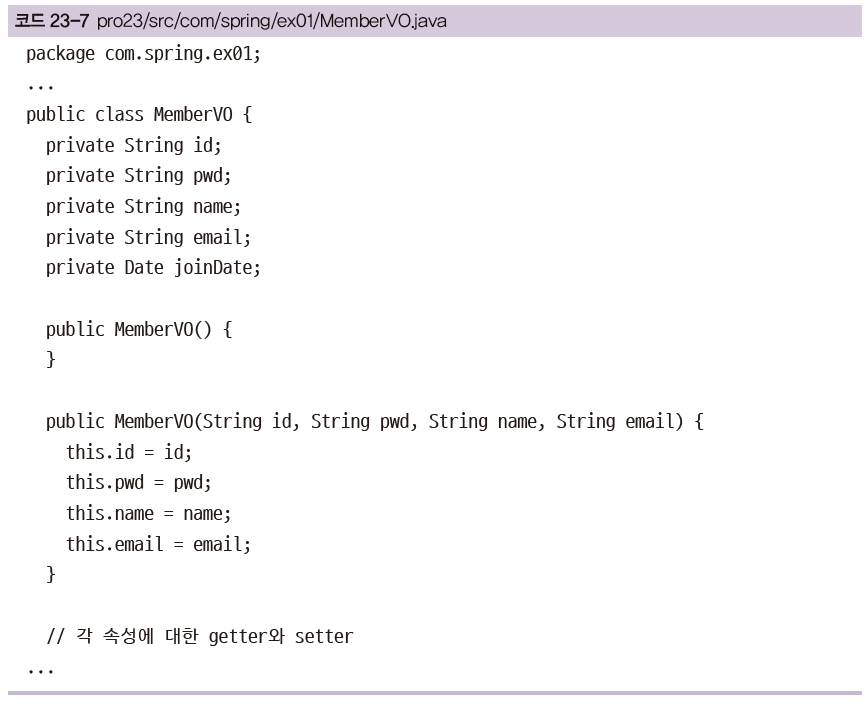 코드 23-7 pro23/src/com/spring/ex01/MemberVO.java
package com.spring.ex01;
...
public class MemberVO {
  private String id;
  private String pwd;
  private String name;
  private String email;
  private Date joinDate;

  public MemberVO() {
  }

  public MemberVO(String id, String pwd, String name, String email) {
    this.id = id;
    this.pwd = pwd;
    this.name = name;
    this.email = email;
  }

  // 각 속성에 대한 getter와 setter
...